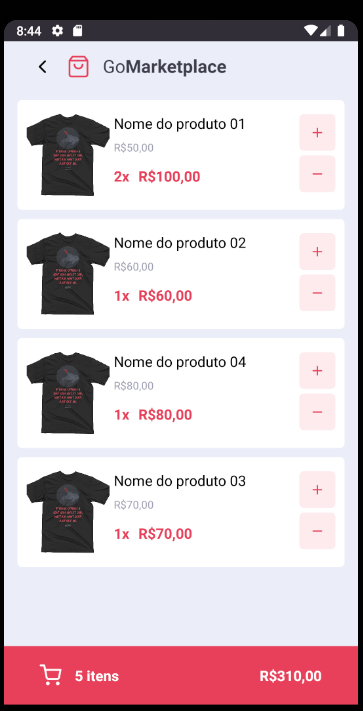 8:44
GoMarketplace
Nome do produto 01
R$50,00
2x R$100,00
+
−
Nome do produto 02
R$60,00
1x R$60,00
+
−
Nome do produto 04
R$80,00
1x R$80,00
+
−
Nome do produto 03
R$70,00
1x R$70,00
+
−
5 itens R$310,00